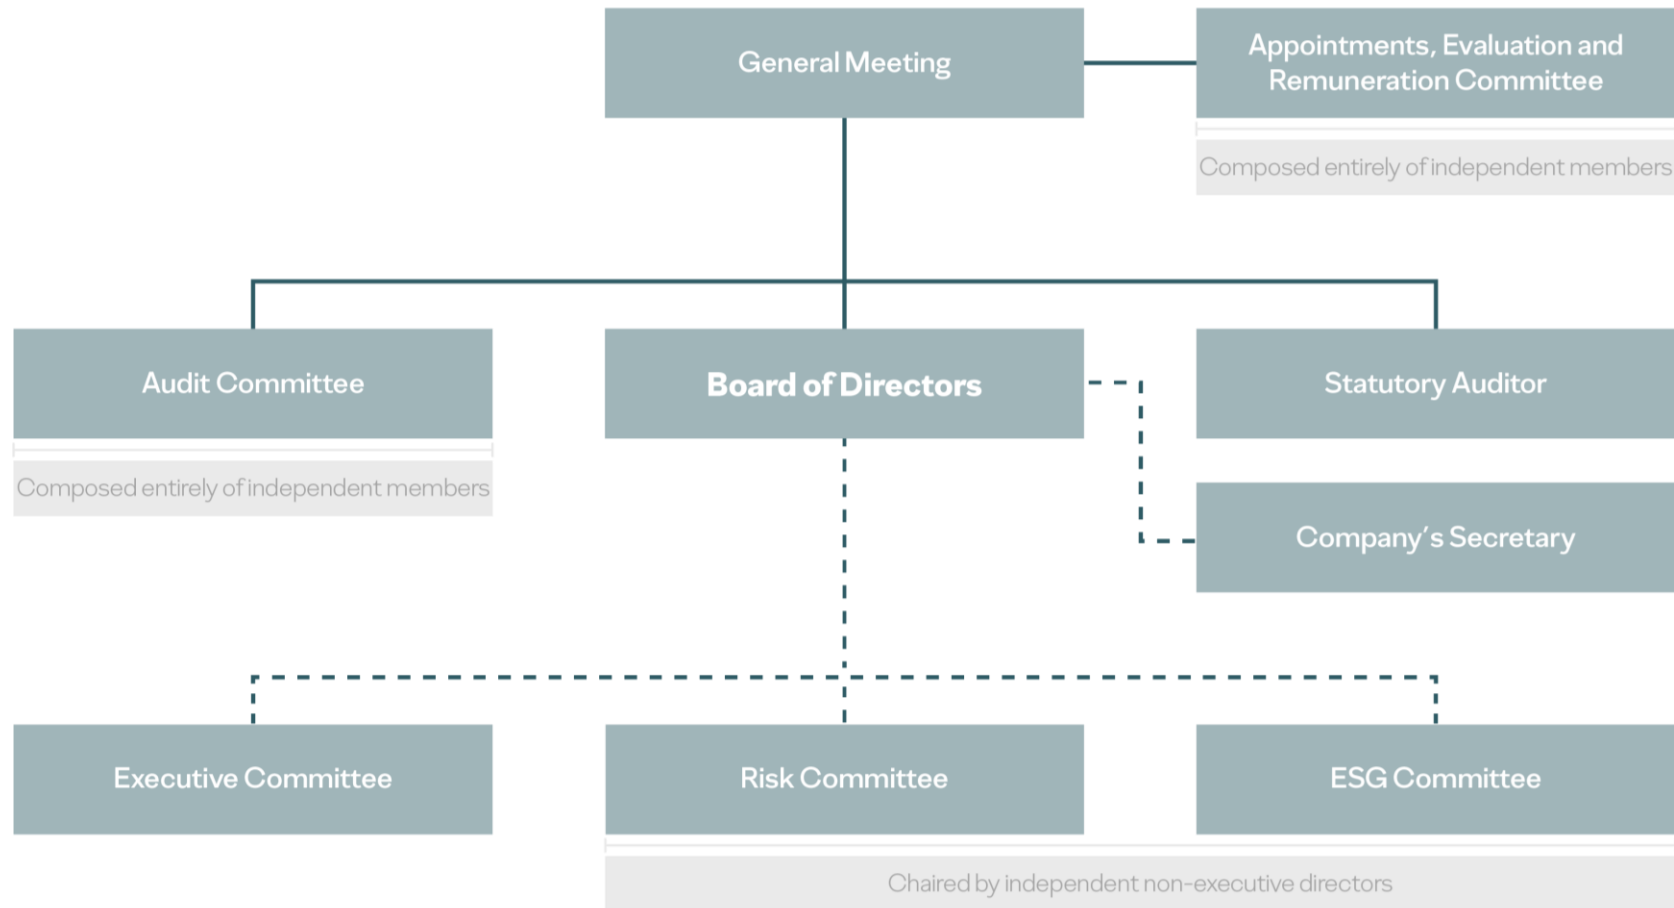 General Meeting
Appointments, Evaluation and
Remuneration Committee
Composed entirely of independent members
Audit Committee
Board of Directors
Statutory Auditor
Composed entirely of independent members
Company´s Secretary
Executive Committee
Risk Committee
ESG Committee
Chaired by independent non-executive directors